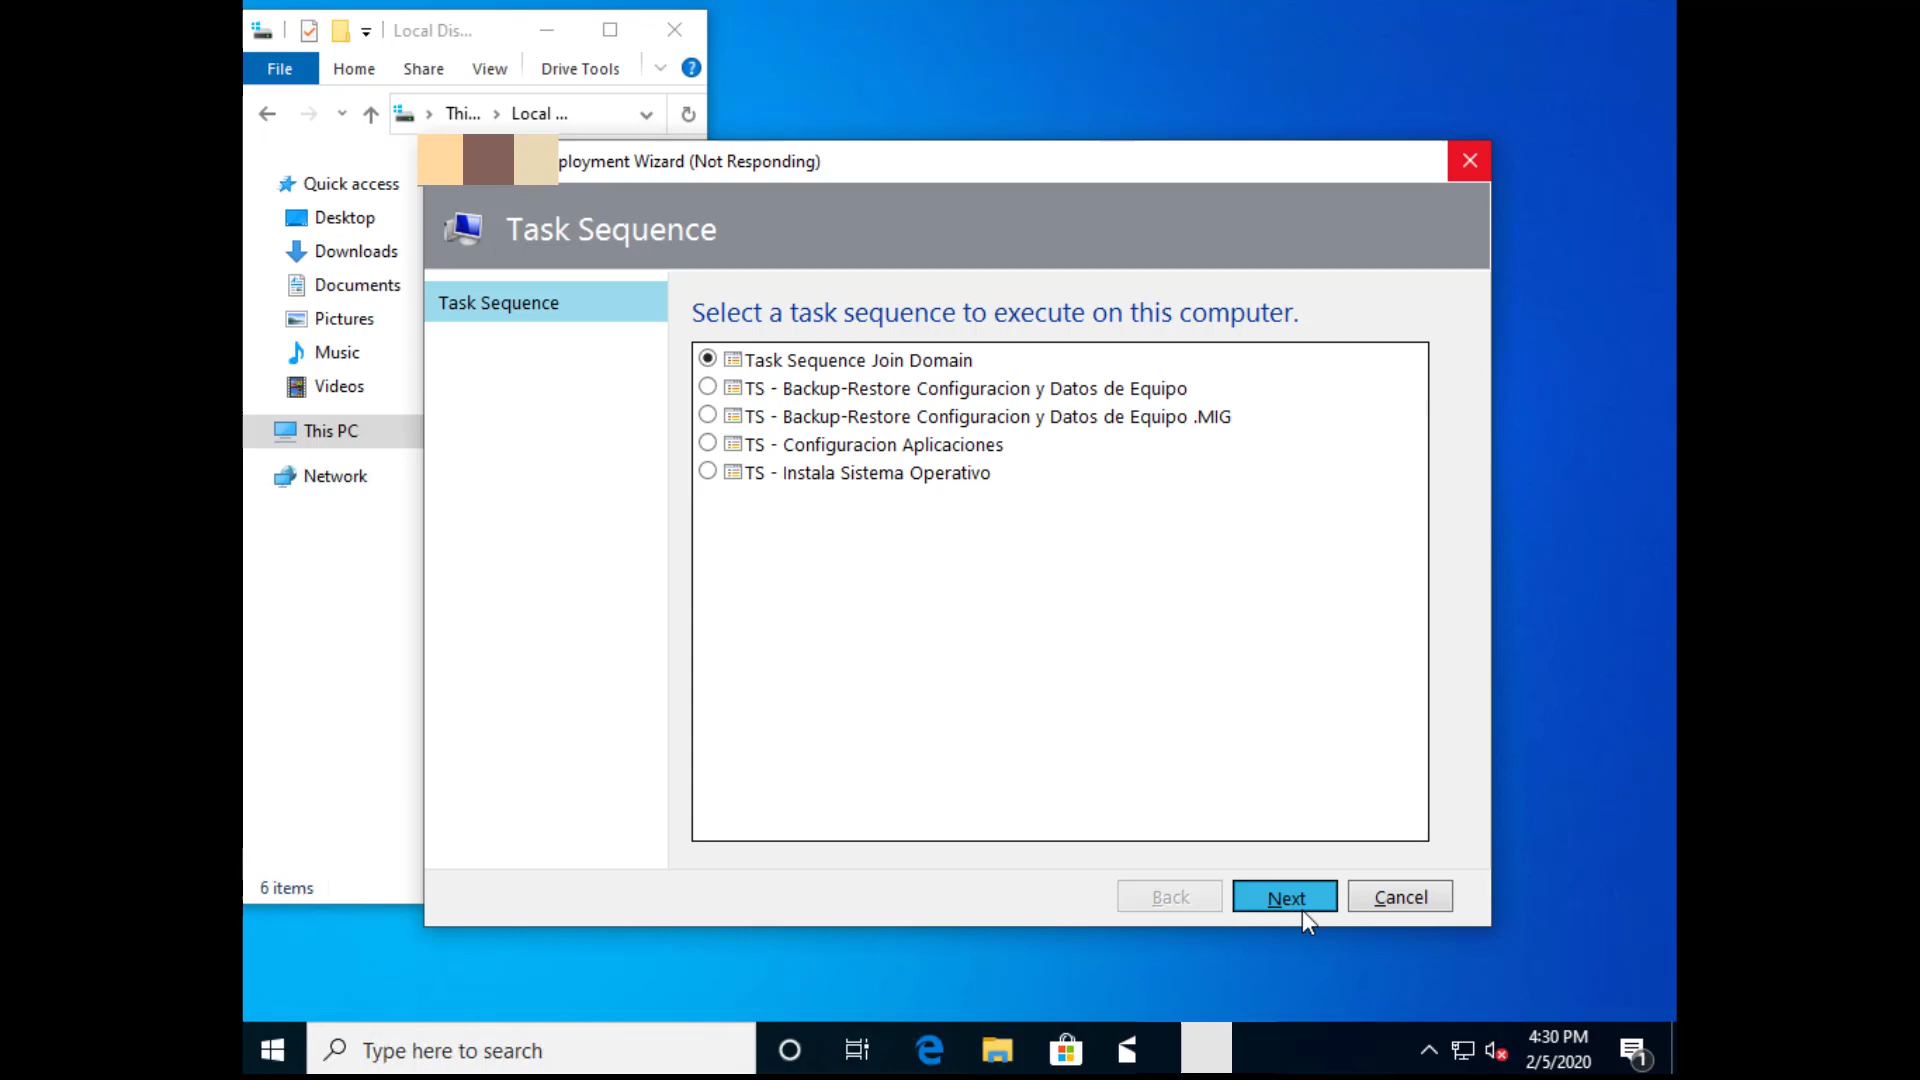 Local Dis...
File Home Share View Drive Tools ?
Thi... > Local ...
ployment Wizard (Not Responding)
Quick access
Desktop
Downloads
Documents
Pictures
Music
Videos
This PC
Network
6 items
Task Sequence
Task Sequence
Select a task sequence to execute on this computer.
Task Sequence Join Domain
TS - Backup-Restore Configuracion y Datos de Equipo
TS - Backup-Restore Configuracion y Datos de Equipo .MIG
TS - Configuracion Aplicaciones
TS - Instala Sistema Operativo
Back Next Cancel
Type here to search
4:30 PM
2/5/2020
1